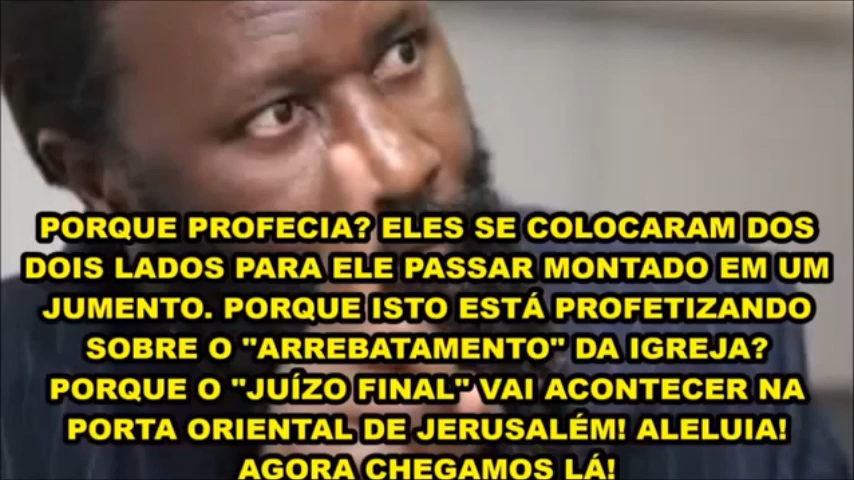 PORQUE PROFECIA? ELES SE COLOCARAM DOS
DOIS LADOS PARA ELE PASSAR MONTADO EM UM
JUMENTO. PORQUE ISTO ESTÁ PROFETIZANDO
SOBRE O "ARREBATAMENTO" DA IGREJA?
PORQUE O "JUÍZO FINAL" VAI ACONTECER NA
PORTA ORIENTAL DE JERUSALÉM! ALELUIA!
AGORA CHEGAMOS LÁ!